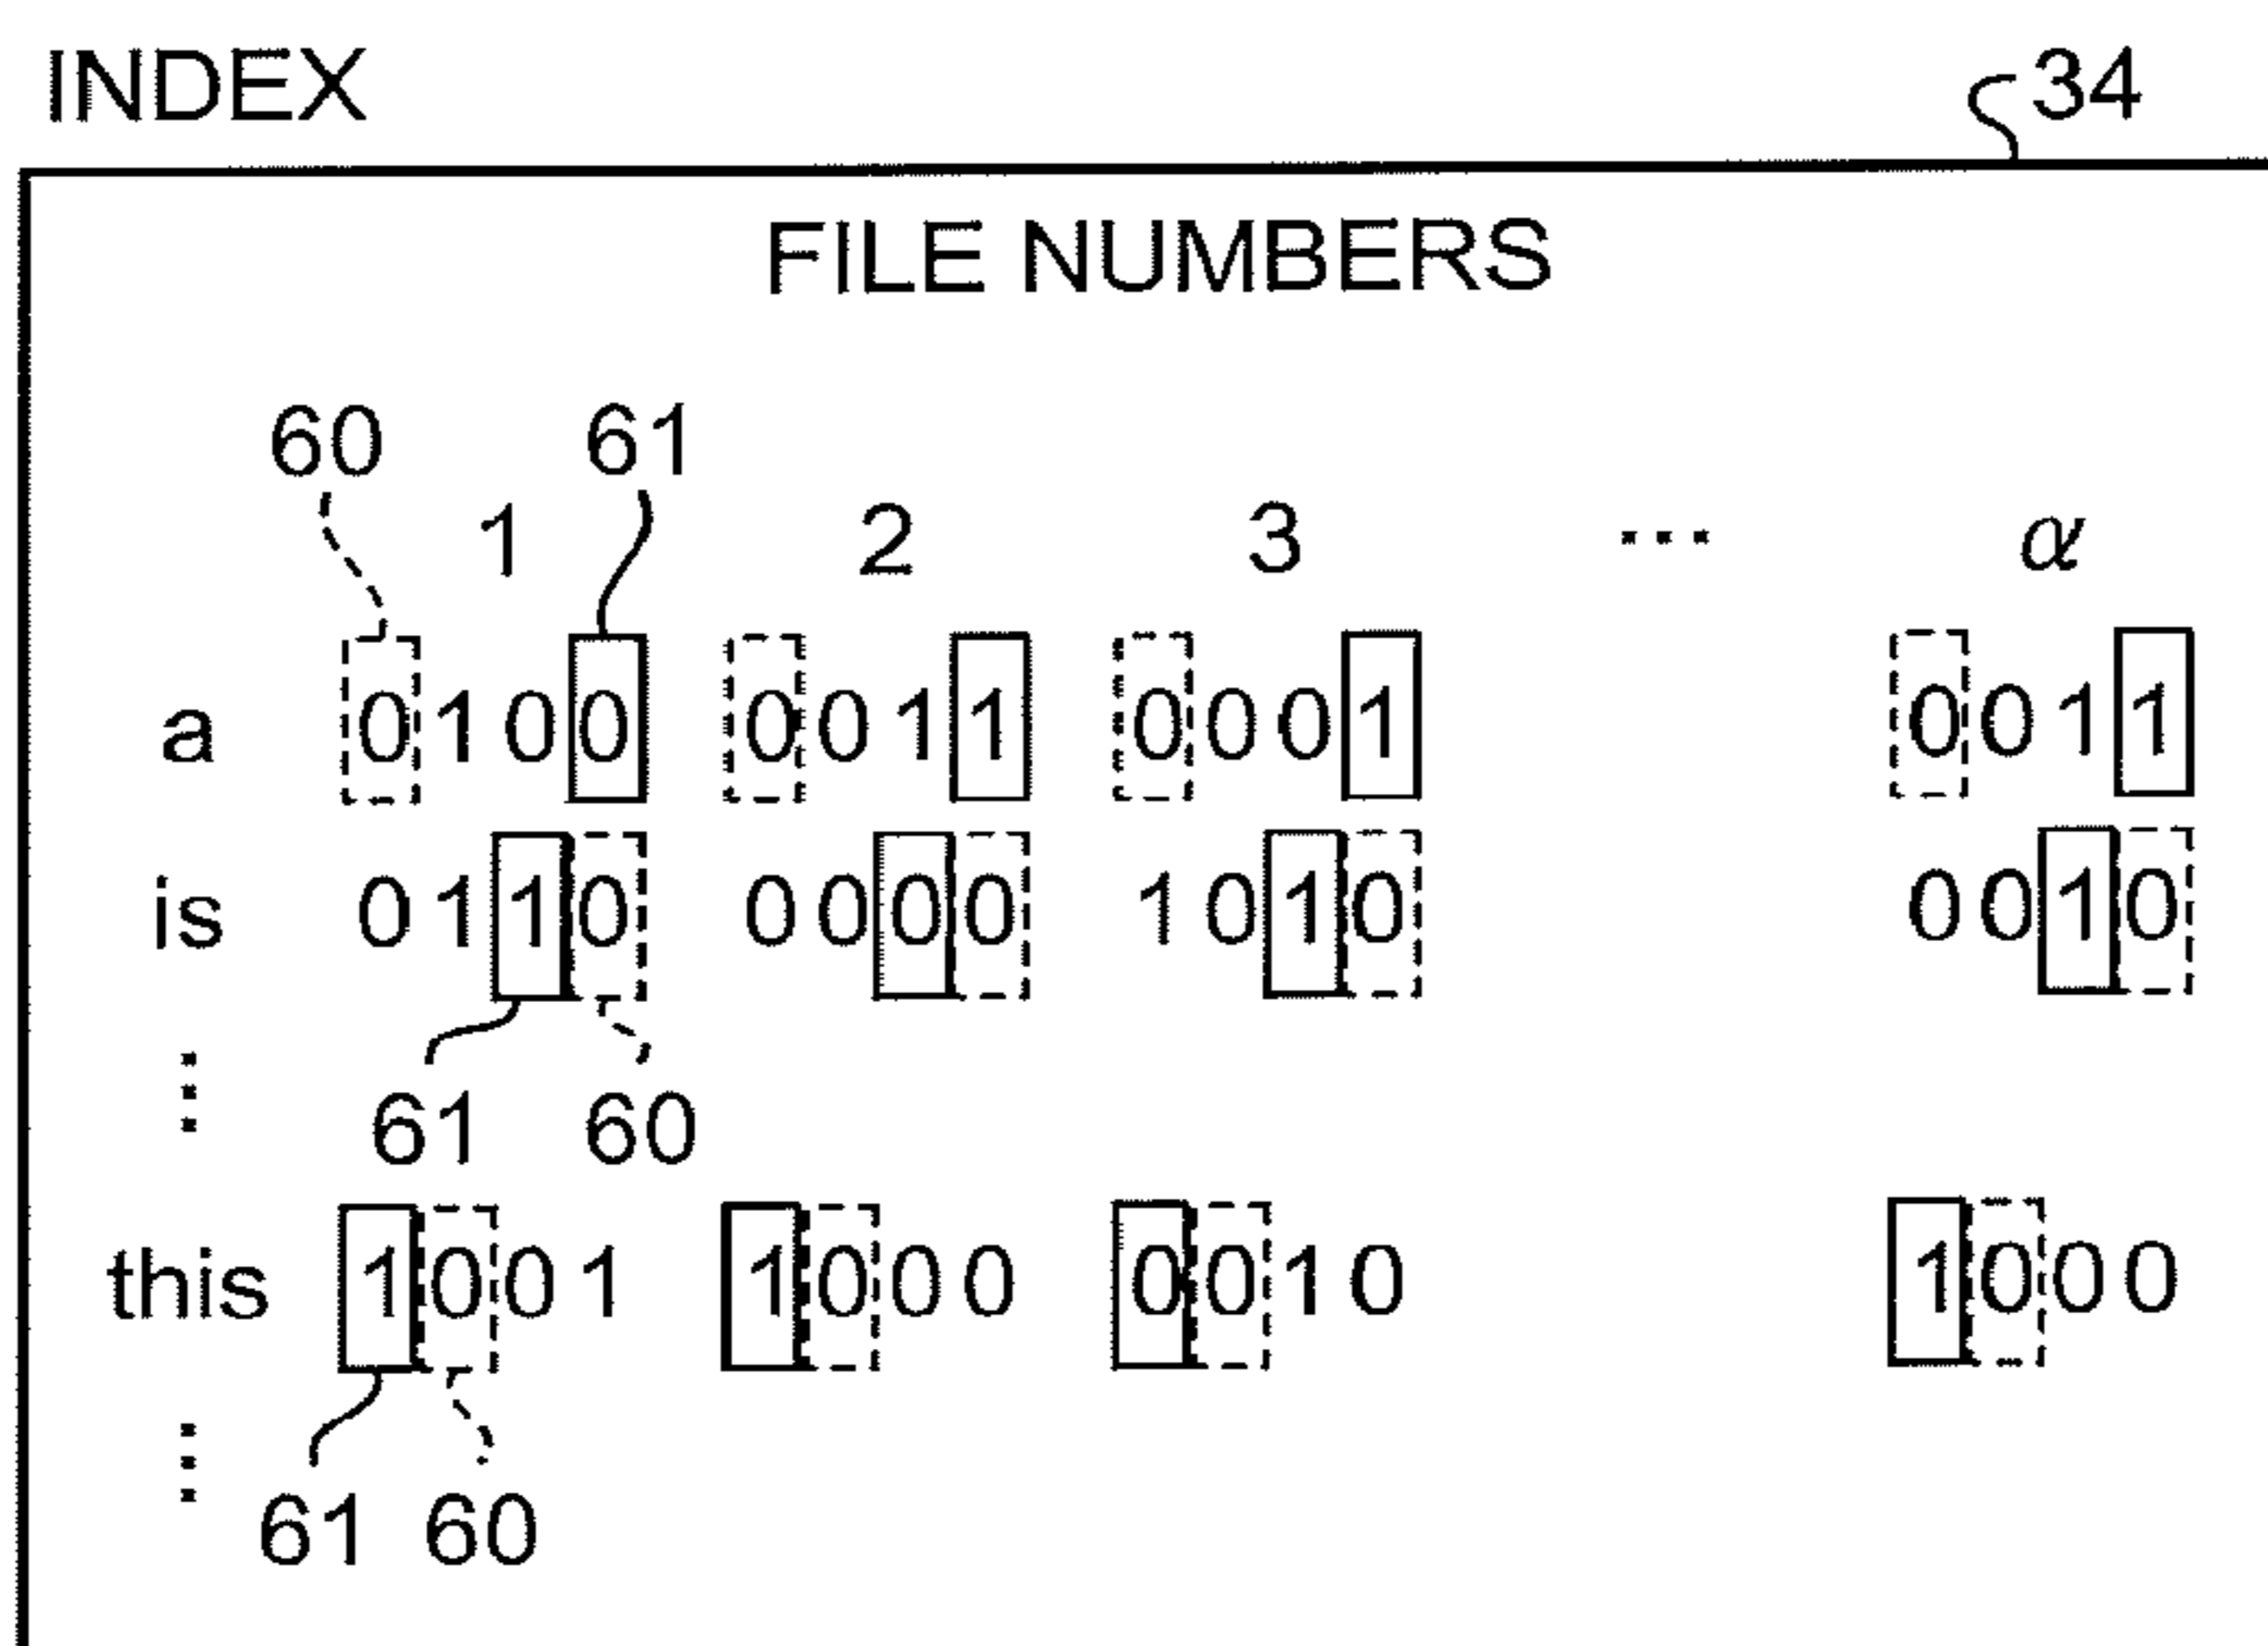 INDEX 34
FILE NUMBERS
60 61
1 2 3 ... α
a 0100 0011 0001 0011
is 0110 0000 1010 0010
⋮
61 60
this 1001 1000 0010 1000
⋮
61 60